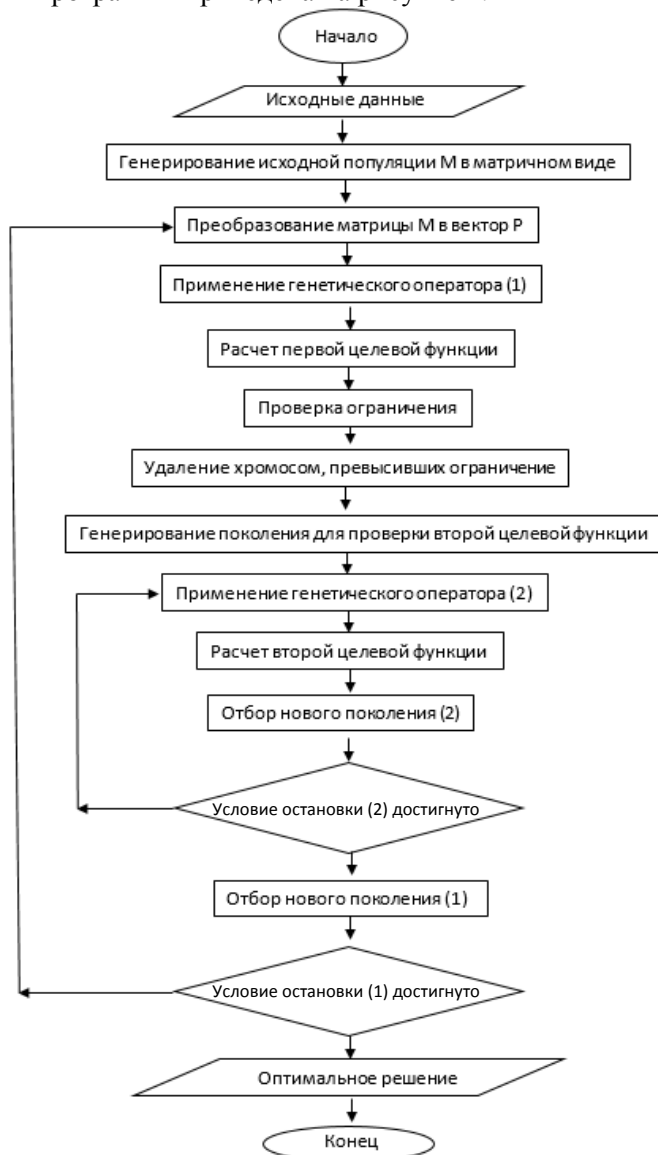 Начало
Исходные данные
Генерирование исходной популяции М в матричном виде
Преобразование матрицы М в вектор Р
Применение генетического оператора (1)
Расчет первой целевой функции
Проверка ограничения
Удаление хромосом, превысивших ограничение
Генерирование поколения для проверки второй целевой функции
Применение генетического оператора (2)
Расчет второй целевой функции
Отбор нового поколения (2)
Условие остановки (2) достигнуто
Отбор нового поколения (1)
Условие остановки (1) достигнуто
Оптимальное решение
Конец